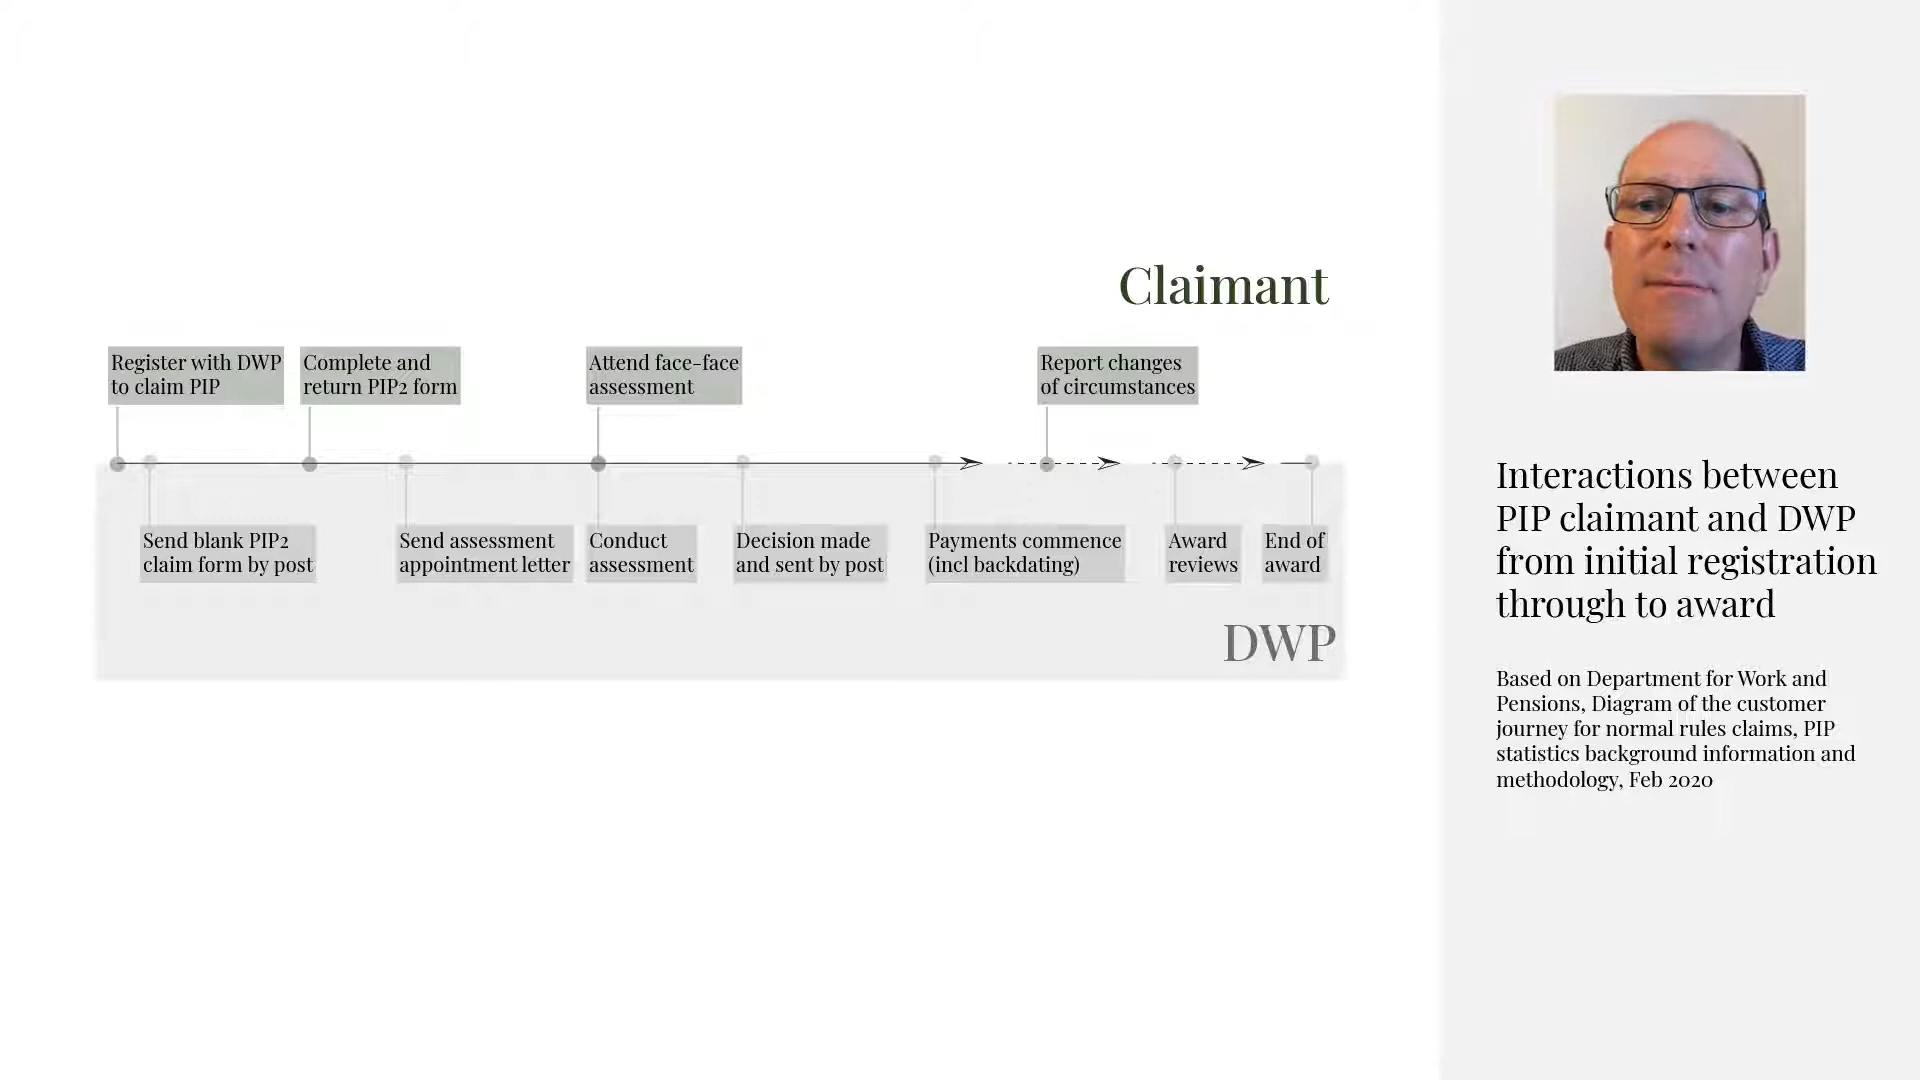 Claimant
Register with DWP
to claim PIP
Complete and
return PIP2 form
Attend face-face
assessment
Report changes
of circumstances
Send blank PIP2
claim form by post
Send assessment
appointment letter
Conduct
assessment
Decision made
and sent by post
Payments commence
(incl backdating)
Award
reviews
End of
award
DWP
Interactions between
PIP claimant and DWP
from initial registration
through to award
Based on Department for Work and
Pensions, Diagram of the customer
journey for normal rules claims, PIP
statistics background information and
methodology, Feb 2020